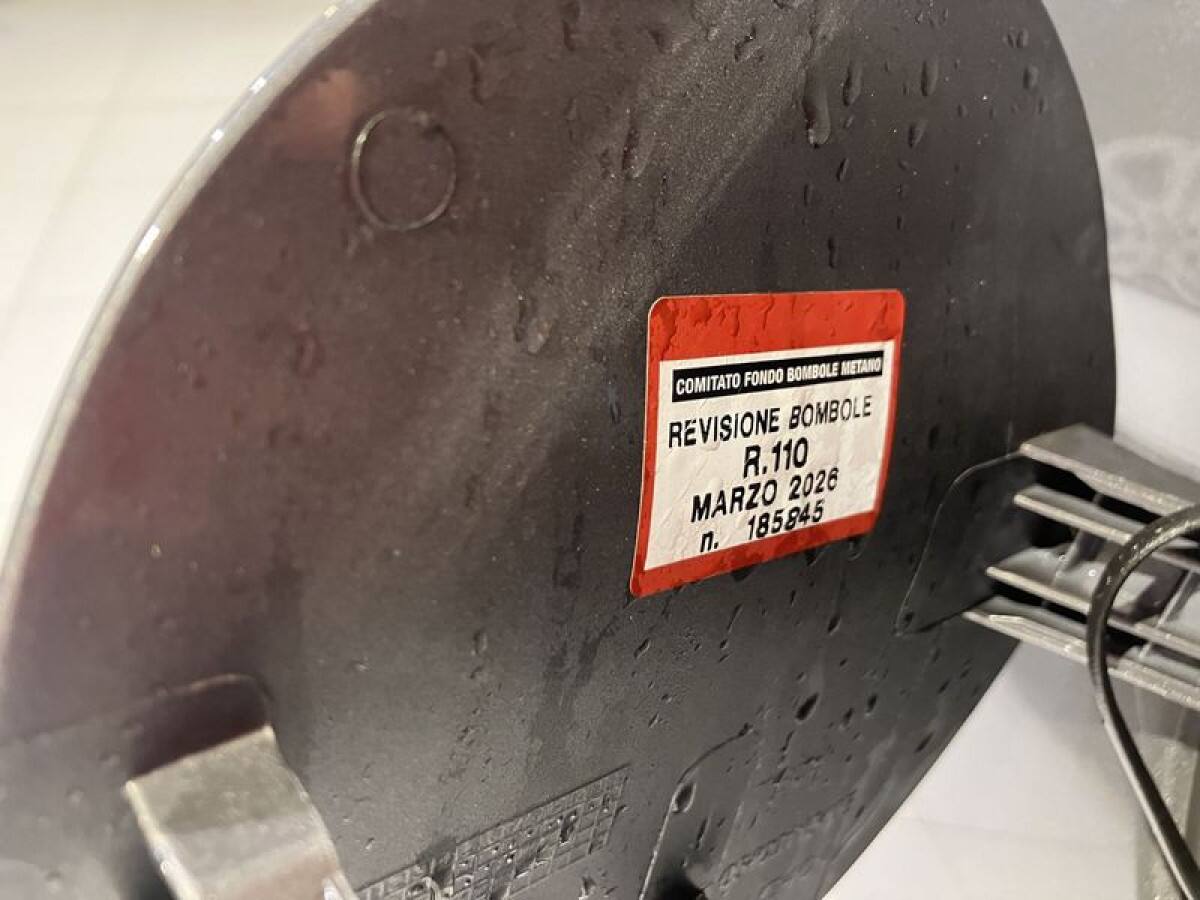 COMITATO FONDO BOMBOLE METANO
REVISIONE BOMBOLE
R.110
MARZO 2026
n. 185845